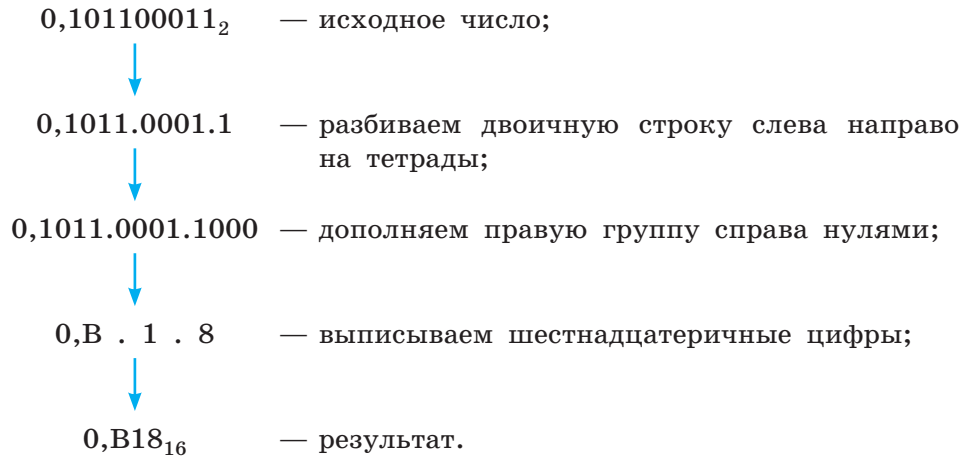 0,101100011₂ — исходное число;
0,1011.0001.1 — разбиваем двоичную строку слева направо
на тетрады;
0,1011.0001.1000 — дополняем правую группу справа нулями;
0,B . 1 . 8 — выписываем шестнадцатеричные цифры;
0,B18₁₆ — результат.